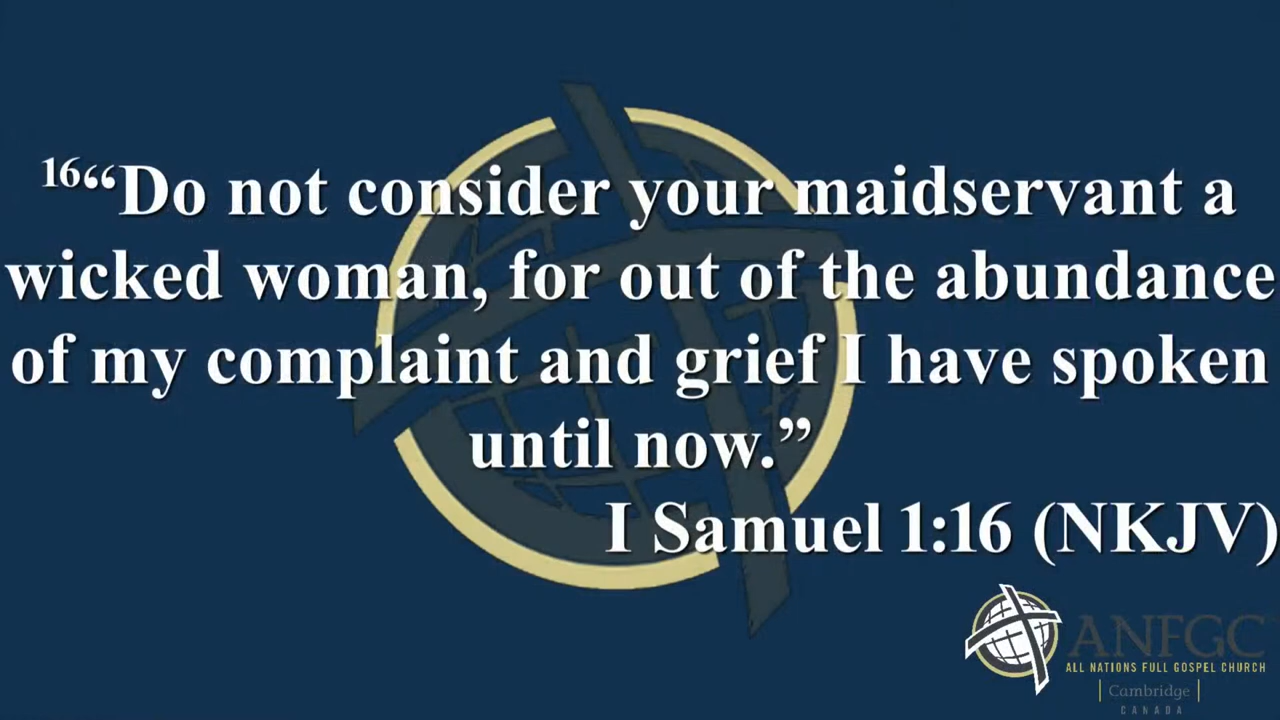 16“Do not consider your maidservant a
wicked woman, for out of the abundance
of my complaint and grief I have spoken
until now.”
I Samuel 1:16 (NKJV)
ANFGC
ALL NATIONS FULL GOSPEL CHURCH
| Cambridge |
CANADA